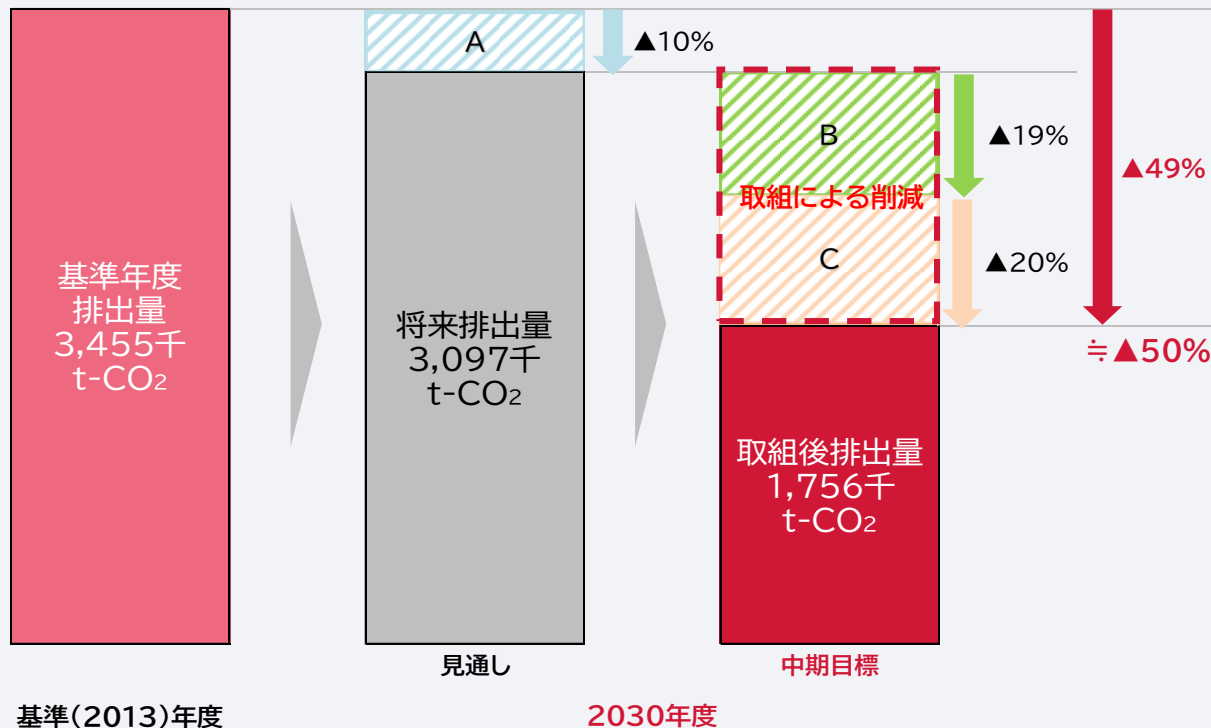 基準年度
排出量
3,455千
t-CO₂
基準(2013)年度
A
▲10%
将来排出量
3,097千
t-CO₂
見通し
B
取組による削減
C
▲19%
▲20%
取組後排出量
1,756千
t-CO₂
中期目標
2030年度
▲49%
≒▲50%